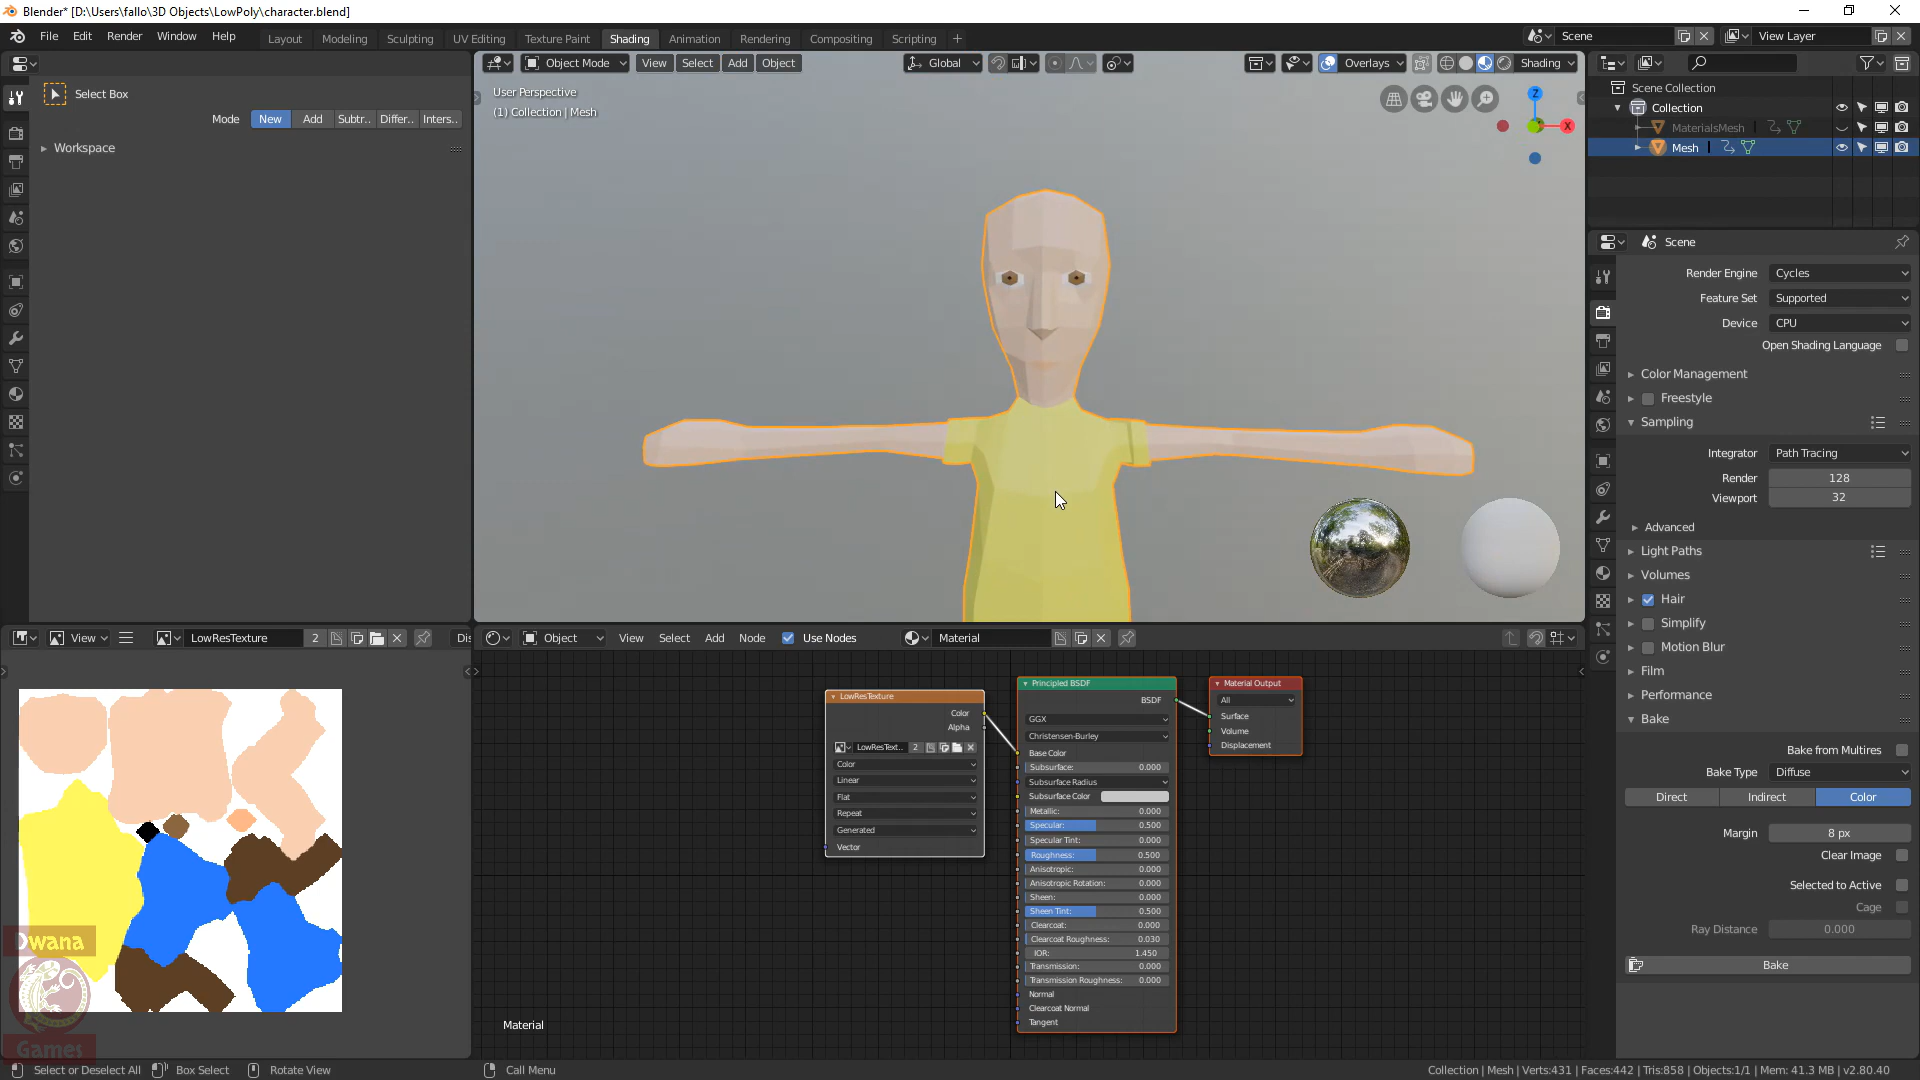 Blender* [D:\Users\fallo\3D Objects\LowPoly\character.blend]
File Edit Render Window Help
Layout Modeling Sculpting UV Editing Texture Paint Shading Animation Rendering Compositing Scripting +
Scene
View Layer
Object Mode View Select Add Object
Global
Overlays
Shading
Select Box
Mode New Add Subtr.. Differ.. Inters..
Workspace
User Perspective
(1) Collection | Mesh
Z
X
Scene Collection
Collection
MaterialsMesh
Mesh
Scene
Render Engine Cycles
Feature Set Supported
Device CPU
Open Shading Language
Color Management
Freestyle
Sampling
Integrator Path Tracing
Render 128
Viewport 32
Advanced
Light Paths
Volumes
Hair
Simplify
Motion Blur
Film
Performance
Bake
Bake from Multires
Bake Type Diffuse
Direct Indirect Color
Margin 8 px
Clear Image
Selected to Active
Cage
Ray Distance 0.000
Bake
View LowResTexture 2 Dis
Object View Select Add Node Use Nodes Material
LowResTexture
Color
Alpha
LowResText.. 2
Color
Linear
Flat
Repeat
Generated
Vector
Principled BSDF
BSDF
GGX
Christensen-Burley
Base Color
Subsurface: 0.000
Subsurface Radius
Subsurface Color
Metallic: 0.000
Specular: 0.500
Specular Tint: 0.000
Roughness: 0.500
Anisotropic: 0.000
Anisotropic Rotation: 0.000
Sheen: 0.000
Sheen Tint: 0.500
Clearcoat: 0.000
Clearcoat Roughness: 0.030
IOR: 1.450
Transmission: 0.000
Transmission Roughness: 0.000
Normal
Clearcoat Normal
Tangent
Material Output
All
Surface
Volume
Displacement
Dwana
Games
Material
Select or Deselect All Box Select Rotate View Call Menu
Collection | Mesh | Verts:431 | Faces:442 | Tris:858 | Objects:1/1 | Mem: 41.3 MB | v2.80.40